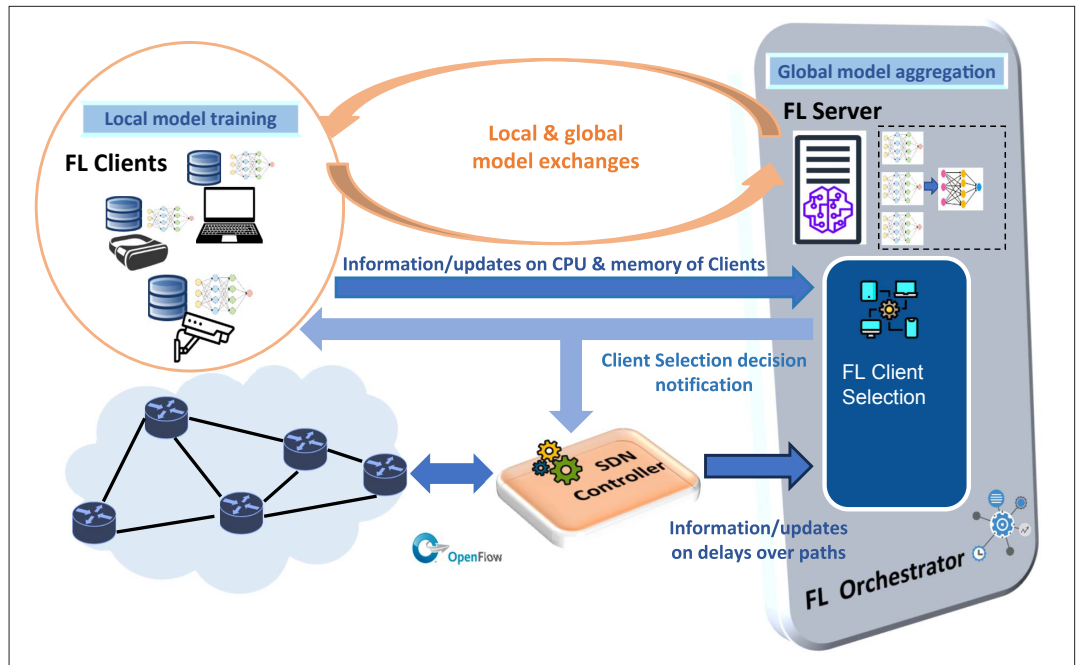 Local model training
FL Clients
Local & global
model exchanges
Global model aggregation
FL Server
Information/updates on CPU & memory of Clients
Client Selection decision
notification
FL Client
Selection
SDN
Controller
Information/updates
on delays over paths
OpenFlow
FL Orchestrator